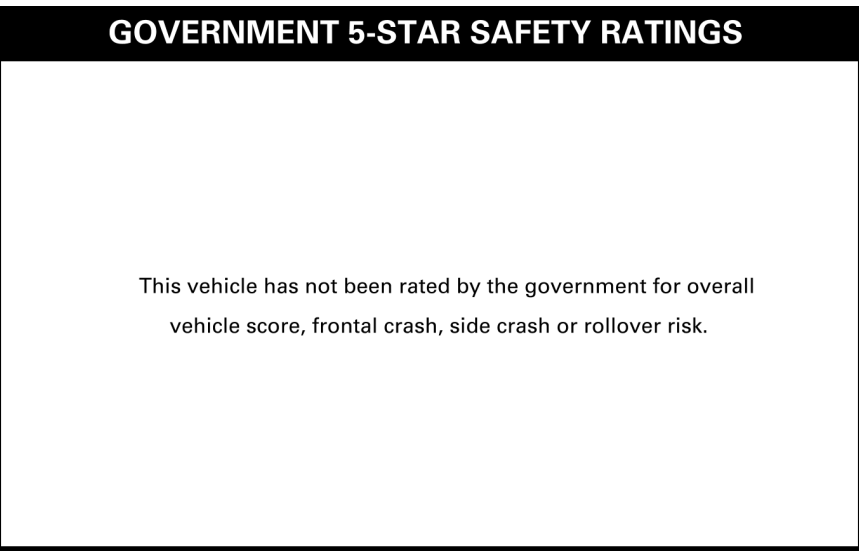 GOVERNMENT 5-STAR SAFETY RATINGS
This vehicle has not been rated by the government for overall
vehicle score, frontal crash, side crash or rollover risk.